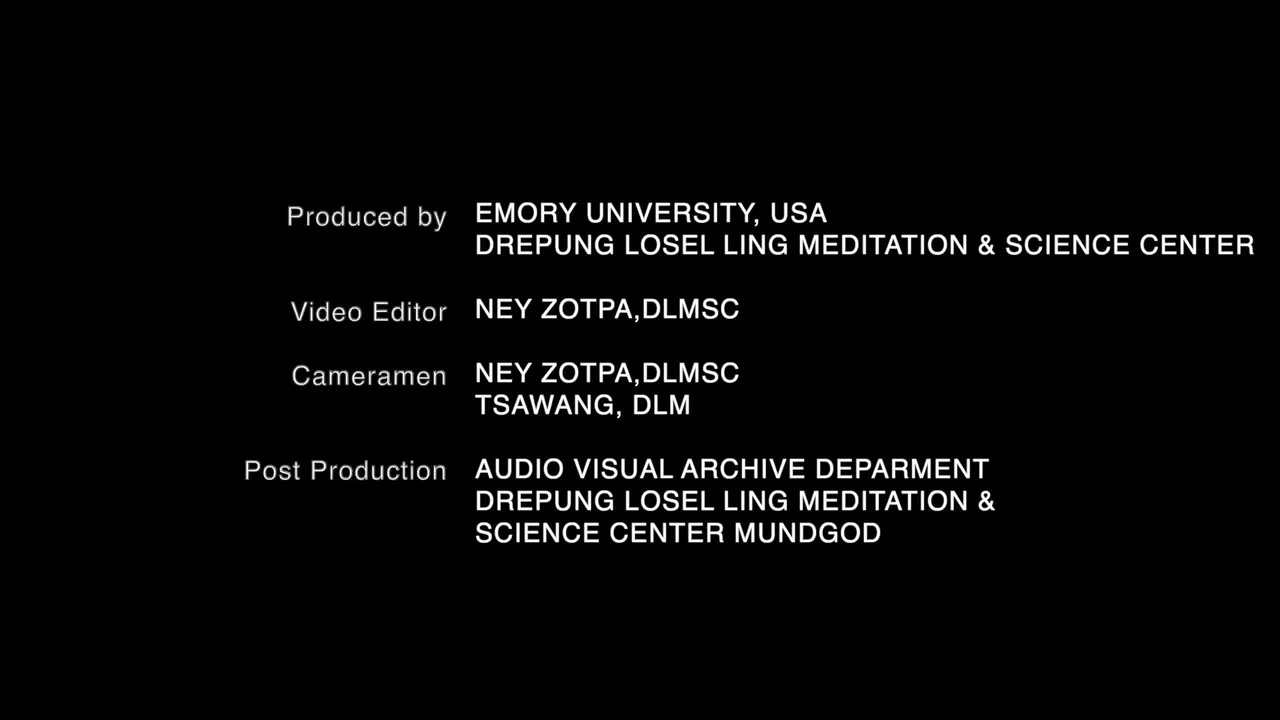 Produced by EMORY UNIVERSITY, USA
DREPUNG LOSEL LING MEDITATION & SCIENCE CENTER
Video Editor NEY ZOTPA,DLMSC
Cameramen NEY ZOTPA,DLMSC
TSAWANG, DLM
Post Production AUDIO VISUAL ARCHIVE DEPARMENT
DREPUNG LOSEL LING MEDITATION &
SCIENCE CENTER MUNDGOD